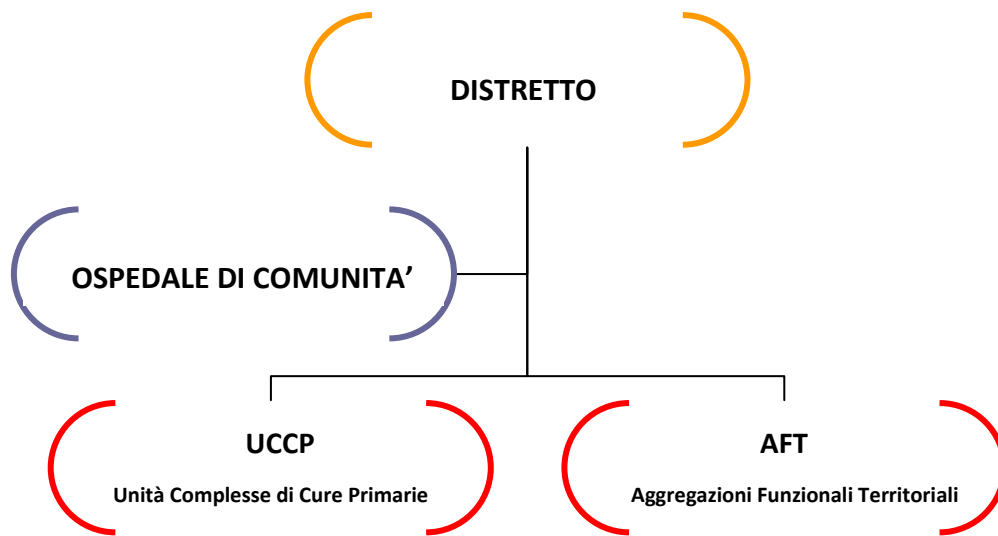 DISTRETTO
OSPEDALE DI COMUNITA’
UCCP
Unità Complesse di Cure Primarie
AFT
Aggregazioni Funzionali Territoriali